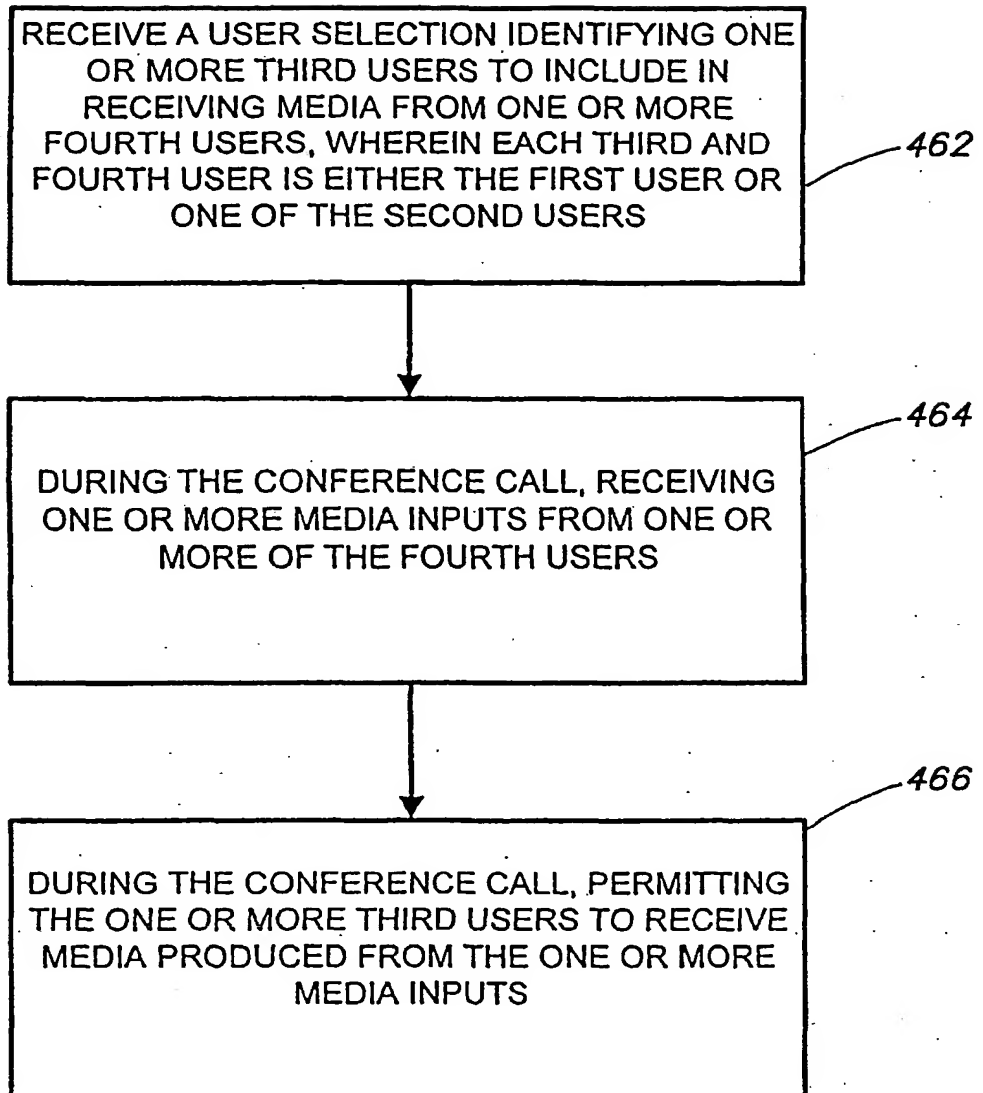 RECEIVE A USER SELECTION IDENTIFYING ONE
OR MORE THIRD USERS TO INCLUDE IN
RECEIVING MEDIA FROM ONE OR MORE
FOURTH USERS, WHEREIN EACH THIRD AND
FOURTH USER IS EITHER THE FIRST USER OR
ONE OF THE SECOND USERS
462
DURING THE CONFERENCE CALL, RECEIVING
ONE OR MORE MEDIA INPUTS FROM ONE OR
MORE OF THE FOURTH USERS
464
DURING THE CONFERENCE CALL, PERMITTING
THE ONE OR MORE THIRD USERS TO RECEIVE
MEDIA PRODUCED FROM THE ONE OR MORE
MEDIA INPUTS
466